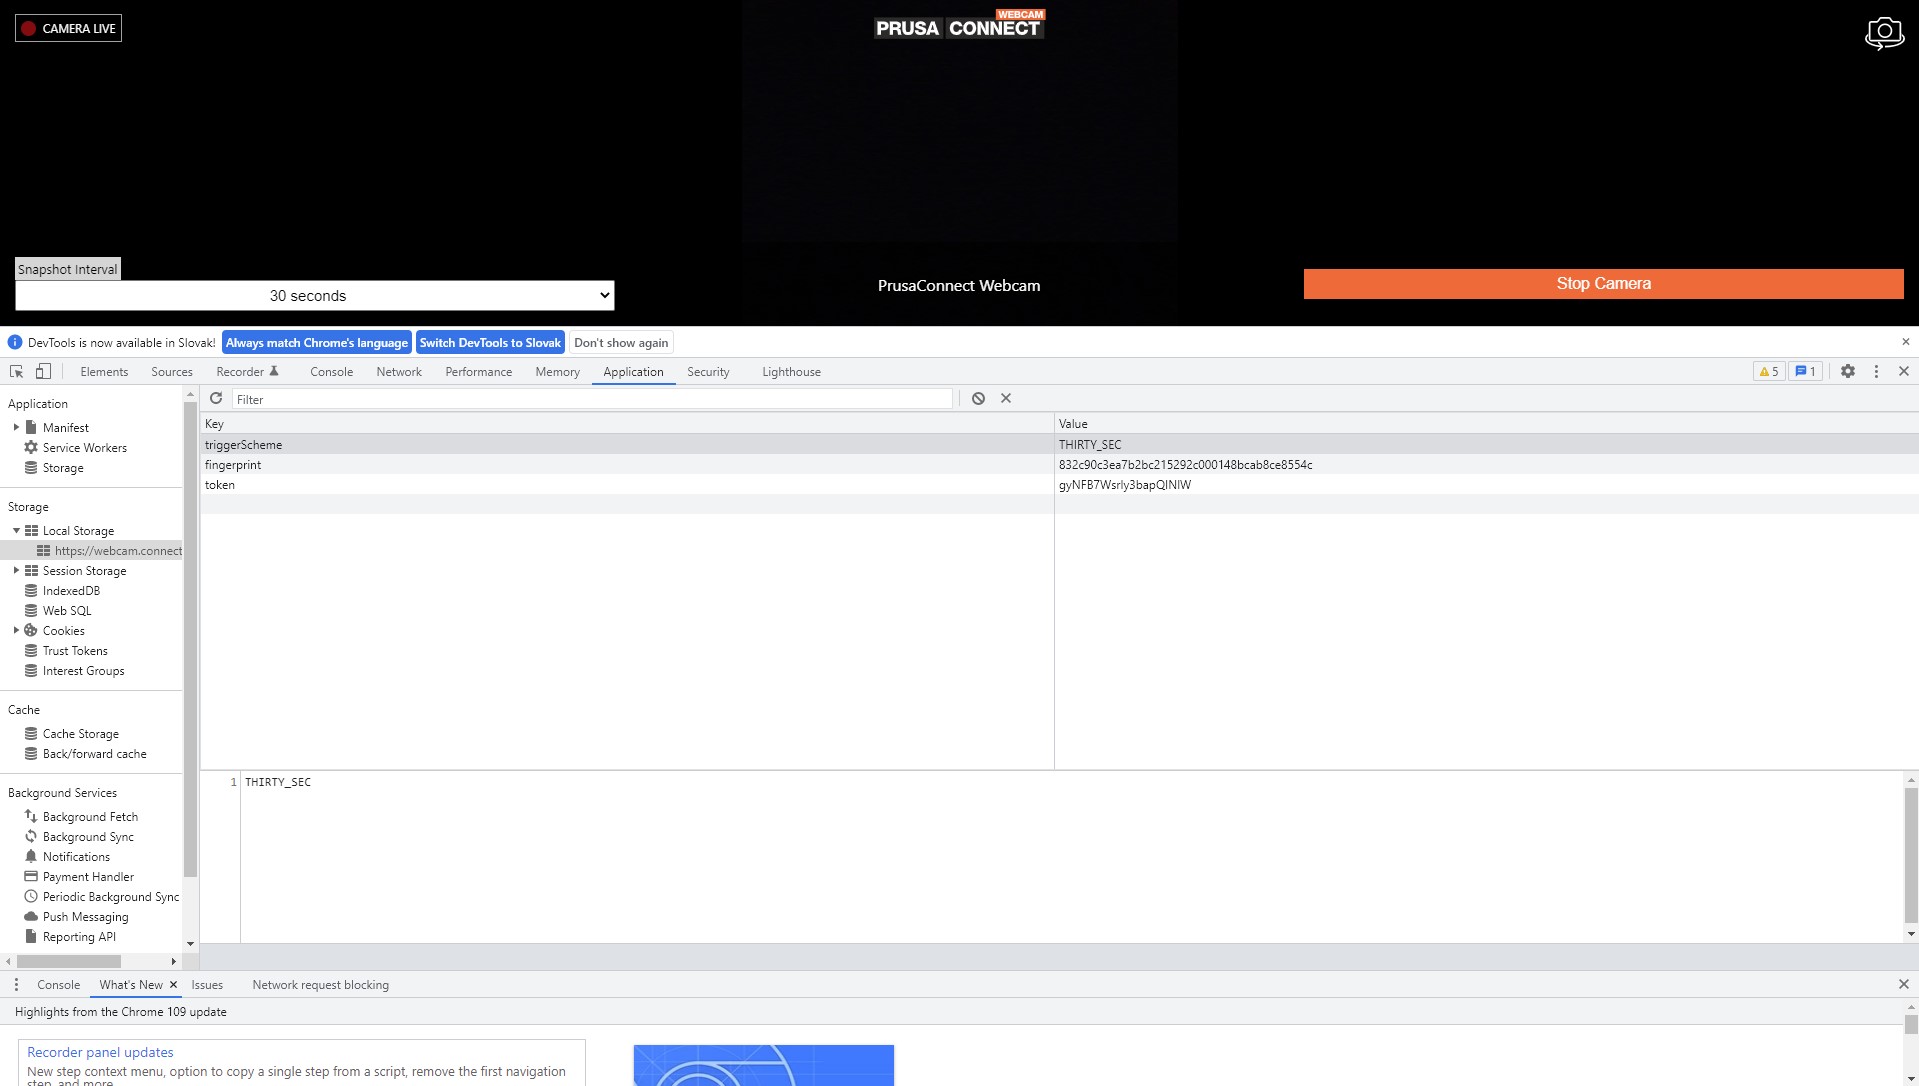 CAMERA LIVE
WEBCAM
PRUSA CONNECT
Snapshot Interval
30 seconds
PrusaConnect Webcam
Stop Camera
DevTools is now available in Slovak! Always match Chrome's language Switch DevTools to Slovak Don't show again
Elements Sources Recorder Console Network Performance Memory Application Security Lighthouse 5 1
Application
Manifest
Service Workers
Storage
Storage
Local Storage
https://webcam.connect
Session Storage
IndexedDB
Web SQL
Cookies
Trust Tokens
Interest Groups
Cache
Cache Storage
Back/forward cache
Background Services
Background Fetch
Background Sync
Notifications
Payment Handler
Periodic Background Sync
Push Messaging
Reporting API
Filter
Key Value
triggerScheme THIRTY_SEC
fingerprint 832c90c3ea7b2bc215292c000148bcab8ce8554c
token gyNFB7Wsrly3bapQINIW
1 THIRTY_SEC
Console What's New Issues Network request blocking
Highlights from the Chrome 109 update
Recorder panel updates
New step context menu, option to copy a single step from a script, remove the first navigation
step, and more